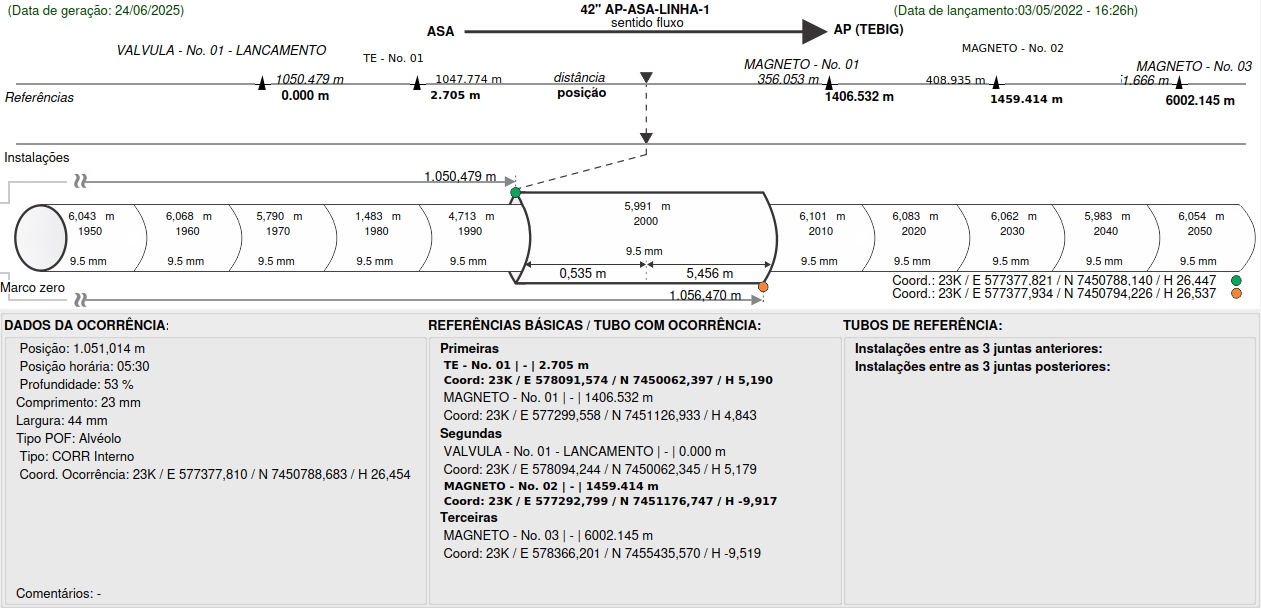 (Data de geração: 24/06/2025)
42" AP-ASA-LINHA-1
(Data de lançamento:03/05/2022 - 16:26h)
sentido fluxo
ASA
AP (TEBIG)
VALVULA - No. 01 - LANCAMENTO
TE - No. 01
MAGNETO - No. 01
MAGNETO - No. 02
MAGNETO - No. 03
1050.479 m
1047.774 m
distância
356.053 m
408.935 m
1.666 m
Referências
0.000 m
2.705 m
posição
1406.532 m
1459.414 m
6002.145 m
Instalações
1.050,479 m
6,043 m
6,068 m
5,790 m
1,483 m
4,713 m
5,991 m
6,101 m
6,083 m
6,062 m
5,983 m
6,054 m
1950
1960
1970
1980
1990
2000
2010
2020
2030
2040
2050
9.5 mm
9.5 mm
9.5 mm
9.5 mm
9.5 mm
9.5 mm
9.5 mm
9.5 mm
9.5 mm
9.5 mm
9.5 mm
0,535 m
5,456 m
Coord.: 23K / E 577377,821 / N 7450788,140 / H 26,447
Marco zero
1.056,470 m
Coord.: 23K / E 577377,934 / N 7450794,226 / H 26,537
DADOS DA OCORRÊNCIA:
Posição: 1.051,014 m
Posição horária: 05:30
Profundidade: 53 %
Comprimento: 23 mm
Largura: 44 mm
Tipo POF: Alvéolo
Tipo: CORR Interno
Coord. Ocorrência: 23K / E 577377,810 / N 7450788,683 / H 26,454
Comentários: -
REFERÊNCIAS BÁSICAS / TUBO COM OCORRÊNCIA:
Primeiras
TE - No. 01 | - | 2.705 m
Coord: 23K / E 578091,574 / N 7450062,397 / H 5,190
MAGNETO - No. 01 | - | 1406.532 m
Coord: 23K / E 577299,558 / N 7451126,933 / H 4,843
Segundas
VALVULA - No. 01 - LANCAMENTO | - | 0.000 m
Coord: 23K / E 578094,244 / N 7450062,345 / H 5,179
MAGNETO - No. 02 | - | 1459.414 m
Coord: 23K / E 577292,799 / N 7451176,747 / H -9,917
Terceiras
MAGNETO - No. 03 | - | 6002.145 m
Coord: 23K / E 578366,201 / N 7455435,570 / H -9,519
TUBOS DE REFERÊNCIA:
Instalações entre as 3 juntas anteriores:
Instalações entre as 3 juntas posteriores: